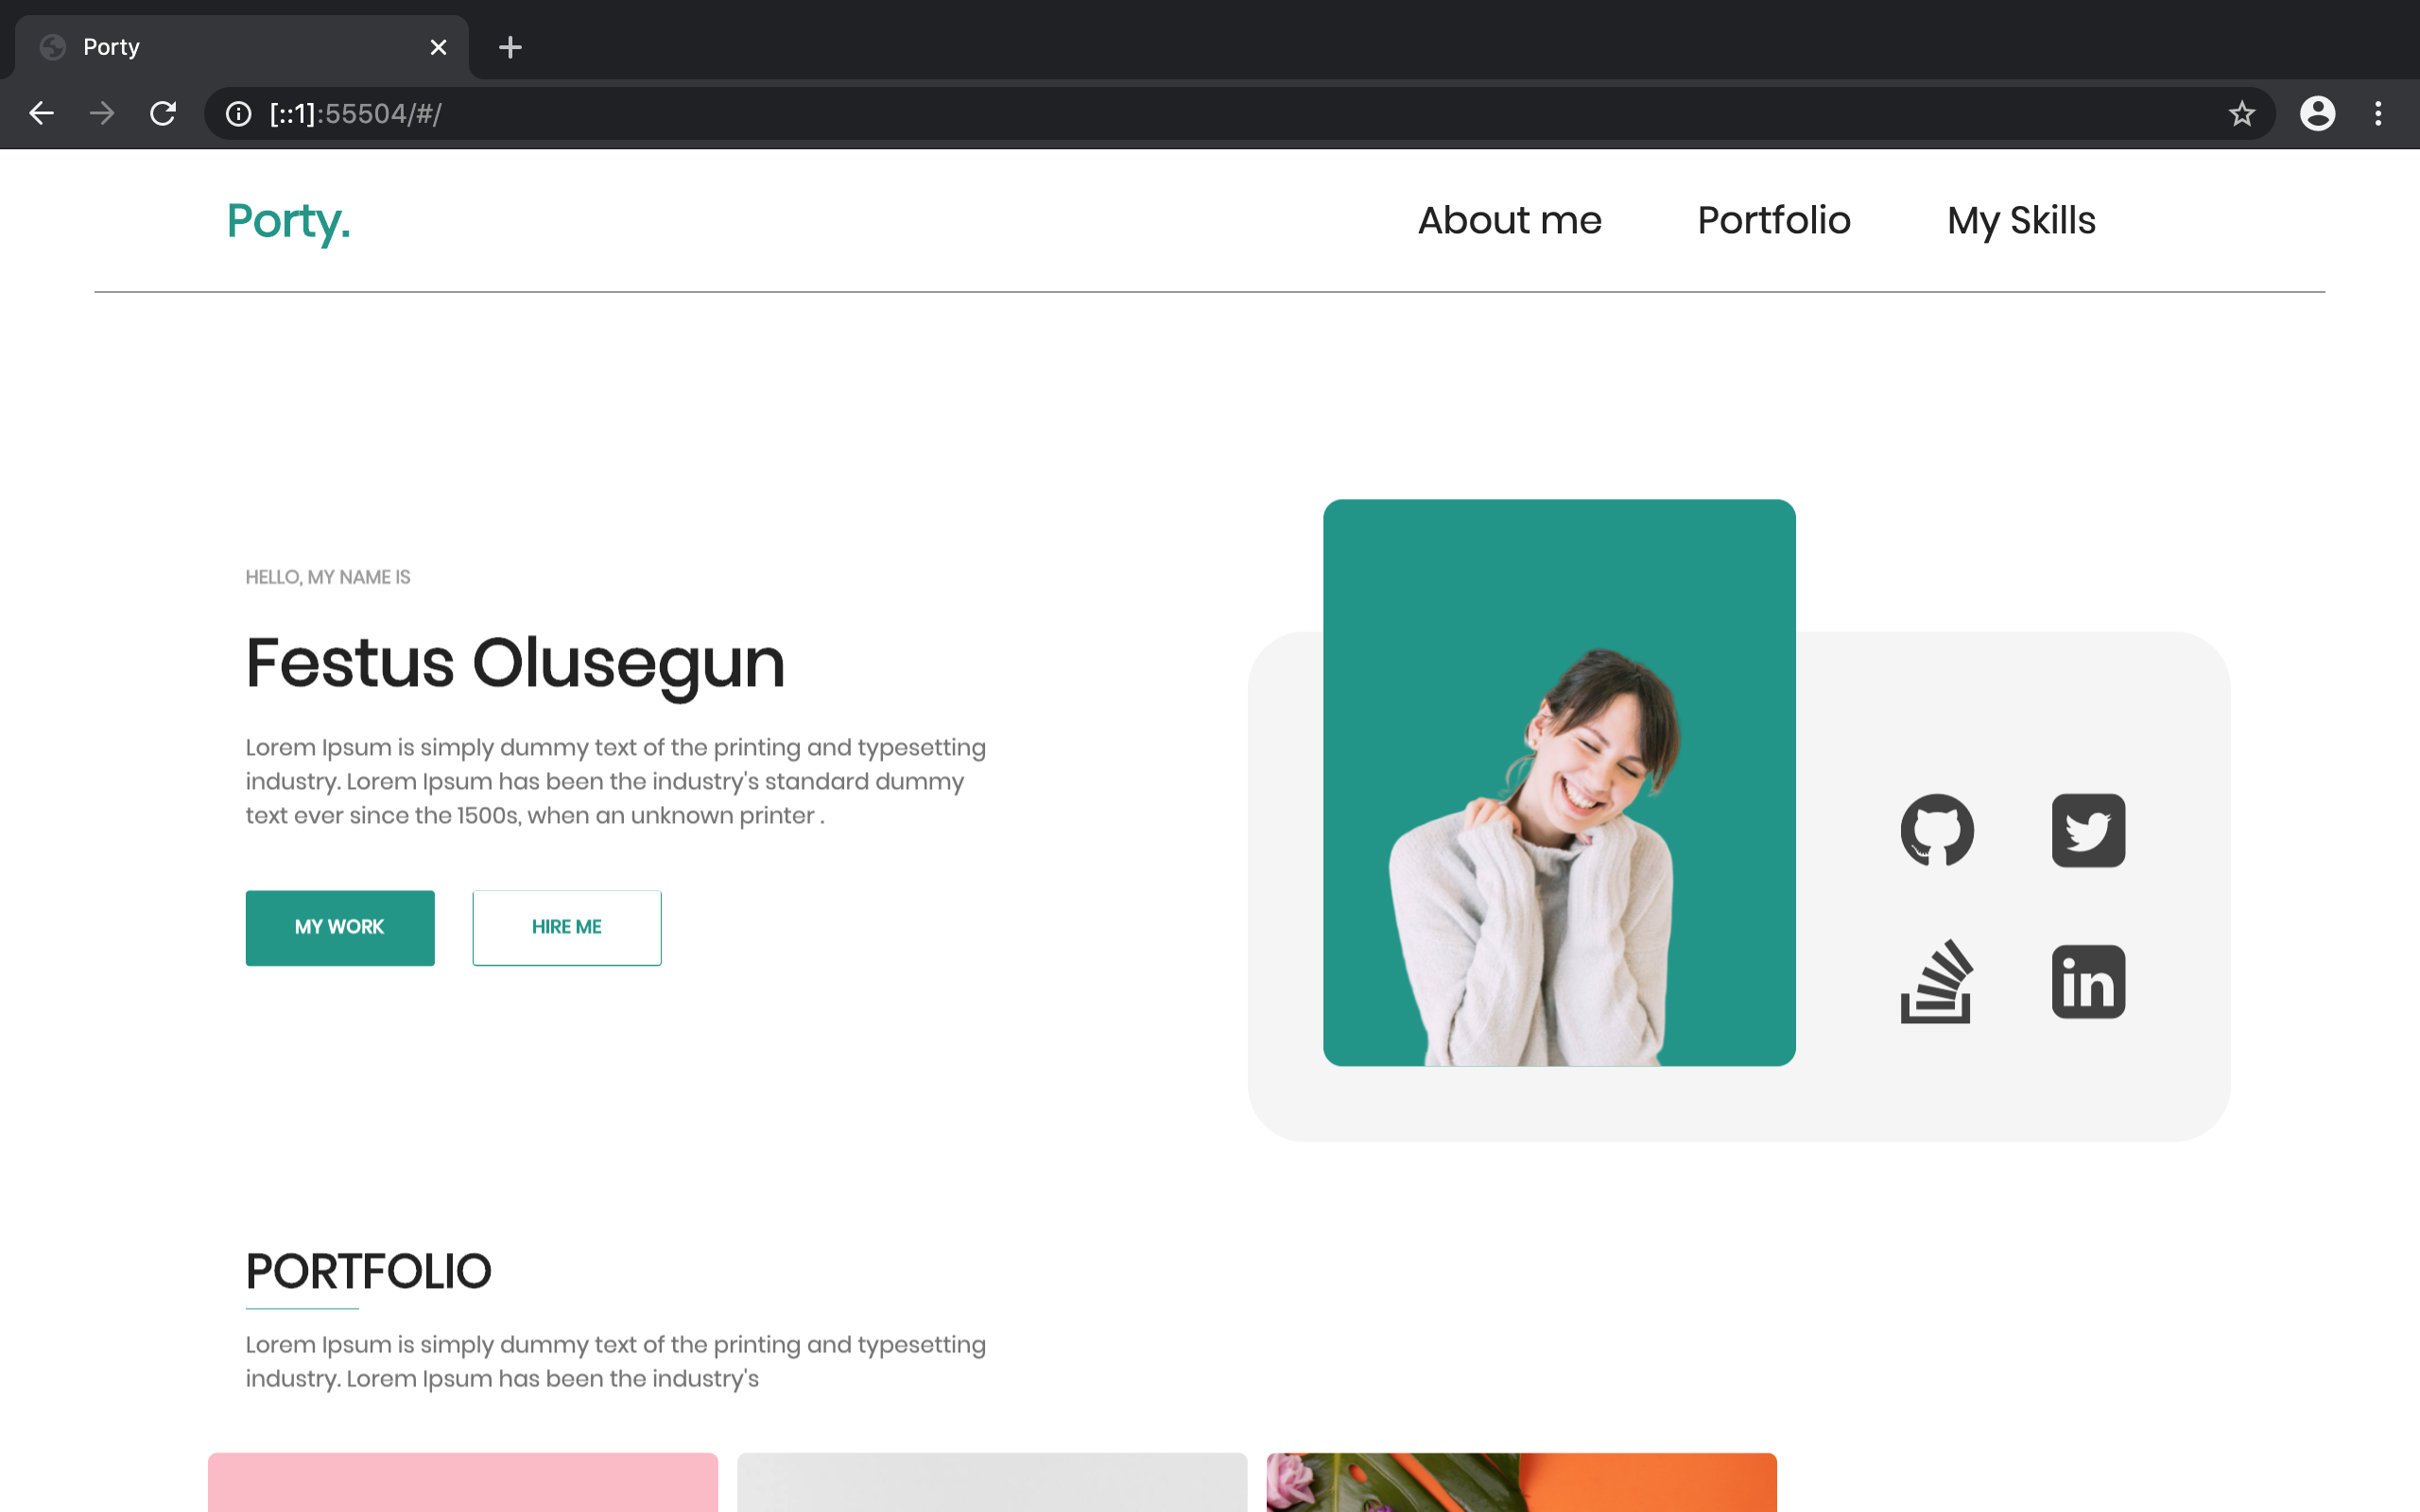 Porty
[::1]:55504/#/
Porty.
About me
Portfolio
My Skills
HELLO, MY NAME IS
Festus Olusegun
Lorem Ipsum is simply dummy text of the printing and typesetting
industry. Lorem Ipsum has been the industry's standard dummy
text ever since the 1500s, when an unknown printer .
MY WORK
HIRE ME
in
PORTFOLIO
Lorem Ipsum is simply dummy text of the printing and typesetting
industry. Lorem Ipsum has been the industry's